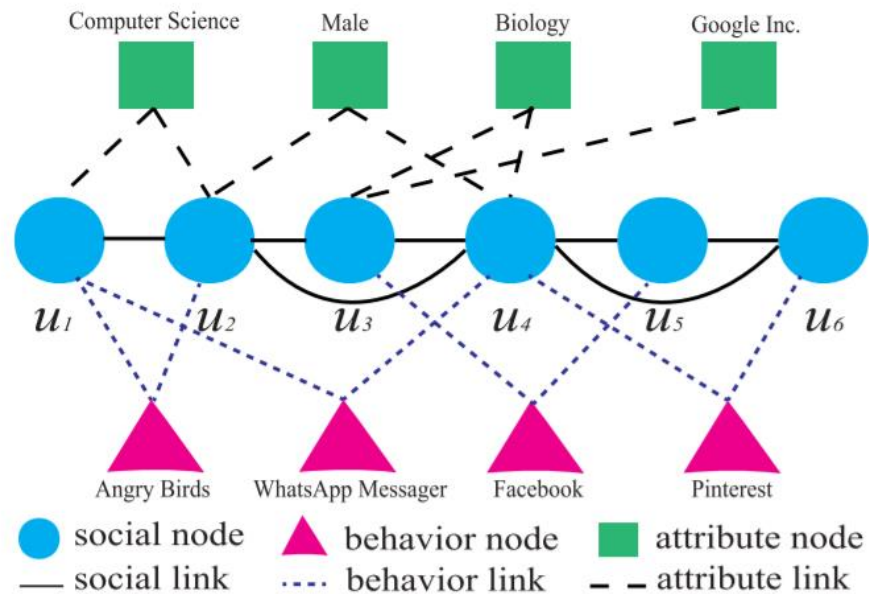 Computer Science Male Biology Google Inc.
u1 u2 u3 u4 u5 u6
Angry Birds WhatsApp Messager Facebook Pinterest
social node behavior node attribute node
social link behavior link attribute link